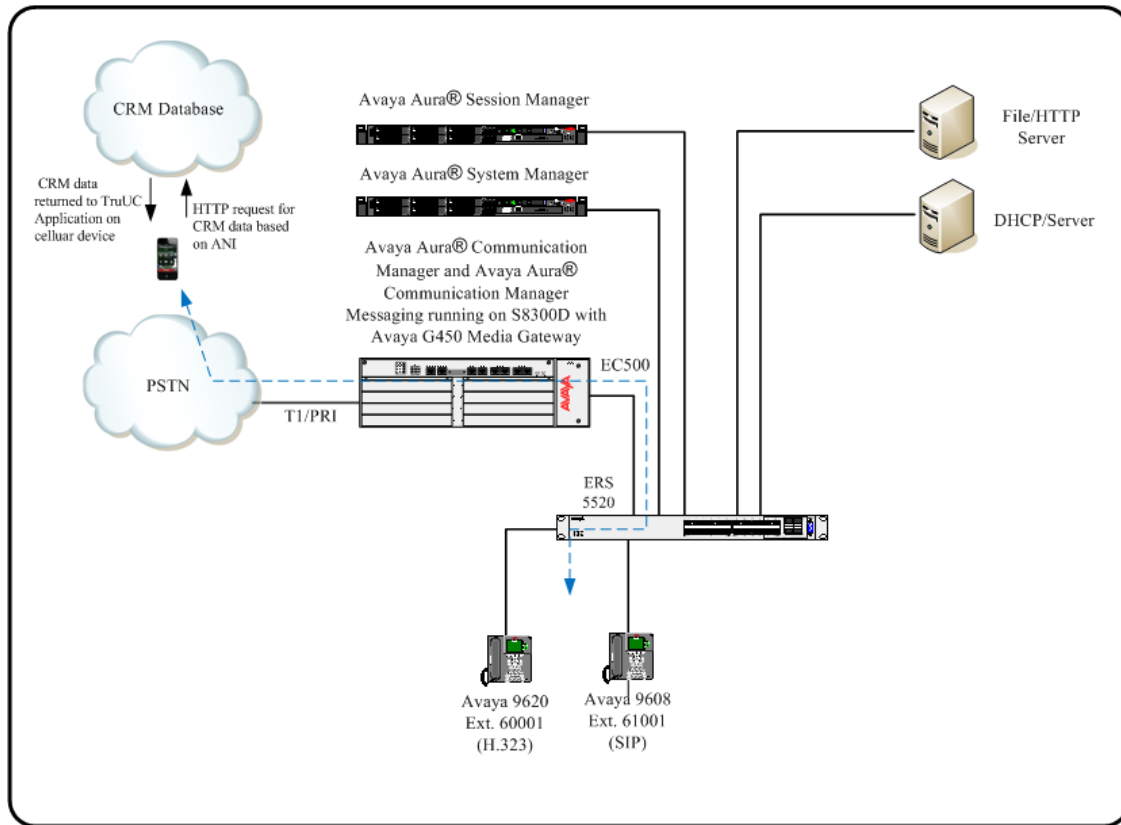 CRM Database
CRM data
returned to TruUC
Application on
celluar device
HTTP request for
CRM data based
on ANI
PSTN
T1/PRI
Avaya Aura® Session Manager
Avaya Aura® System Manager
Avaya Aura® Communication
Manager and Avaya Aura®
Communication Manager
Messaging running on S8300D with
Avaya G450 Media Gateway
EC500
AVAYA
ERS
5520
File/HTTP
Server
DHCP/Server
Avaya 9620
Ext. 60001
(H.323)
Avaya 9608
Ext. 61001
(SIP)